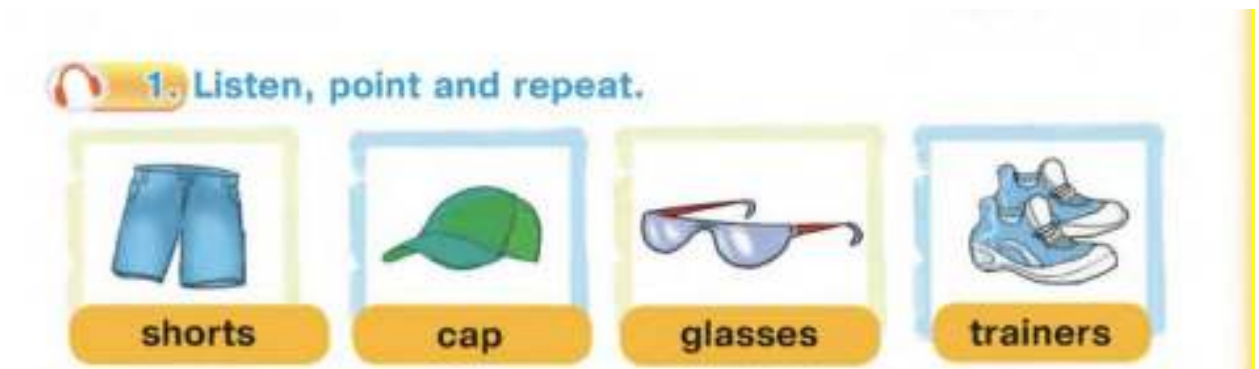 1. Listen, point and repeat.
shorts cap glasses trainers